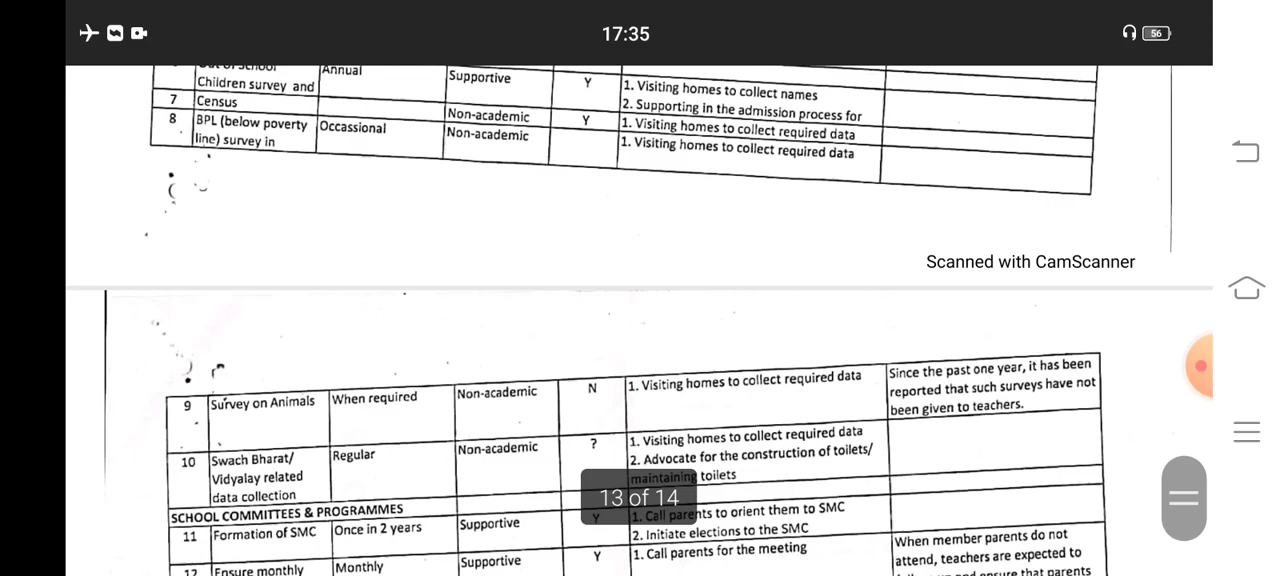 17:35
56
Out of School
Children survey and
Annual
Supportive
Y
1. Visiting homes to collect names
2. Supporting in the admission process for
7
Census
Non-academic
Y
1. Visiting homes to collect required data
8
BPL (below poverty
line) survey in
Occassional
Non-academic
1. Visiting homes to collect required data
Scanned with CamScanner
9
Survey on Animals
When required
Non-academic
N
1. Visiting homes to collect required data
Since the past one year, it has been
reported that such surveys have not
been given to teachers.
10
Swach Bharat/
Vidyalay related
data collection
Regular
Non-academic
?
1. Visiting homes to collect required data
2. Advocate for the construction of toilets/
maintaining toilets
13 of 14
SCHOOL COMMITTEES & PROGRAMMES
11
Formation of SMC
Once in 2 years
Supportive
Y
1. Call parents to orient them to SMC
2. Initiate elections to the SMC
12
Ensure monthly
Monthly
Supportive
Y
1. Call parents for the meeting
When member parents do not
attend, teachers are expected to
ensure that parents